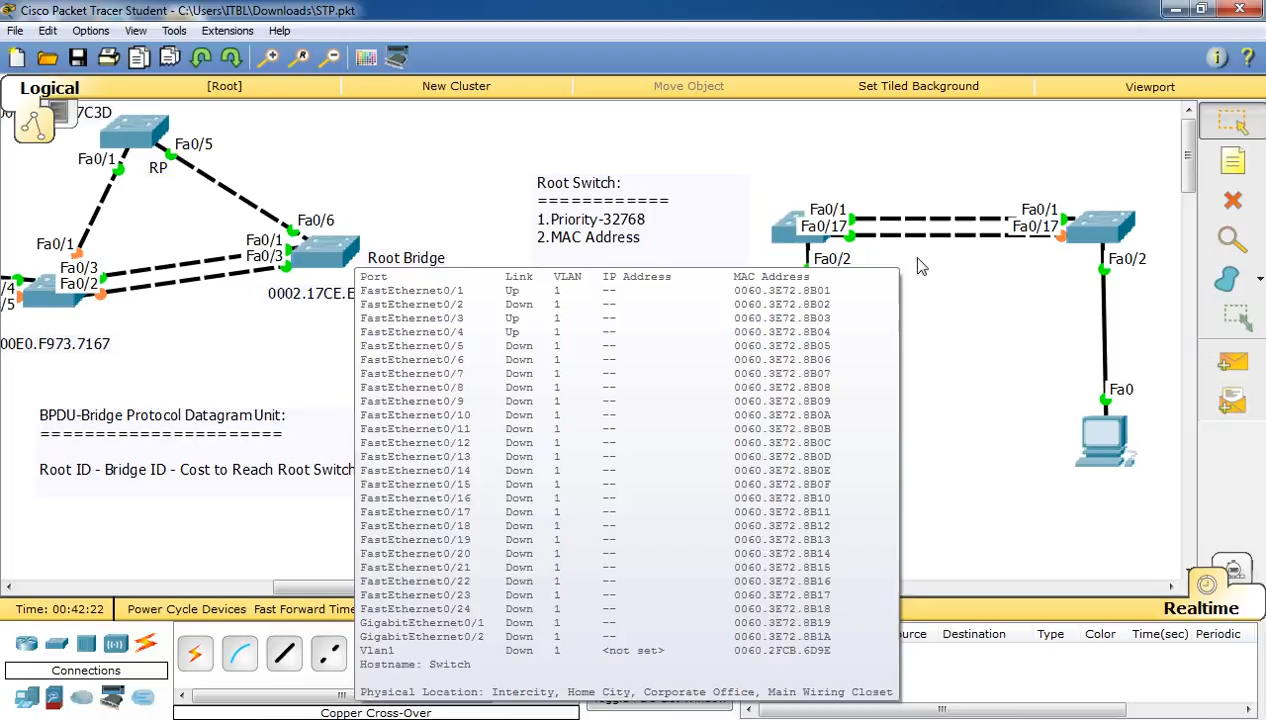 Cisco Packet Tracer Student - C:\Users\ITBL\Downloads\STP.pkt
File Edit Options View Tools Extensions Help
Logical [Root] New Cluster Move Object Set Tiled Background Viewport
7C3D
Fa0/5
Fa0/1
RP
Fa0/6
Fa0/1
Fa0/1
Fa0/3
Root Bridge
Fa0/3
Fa0/2
0002.17CE.E
00E0.F973.7167
Root Switch:
============
1.Priority-32768
2.MAC Address
Fa0/1 Fa0/1
Fa0/17 Fa0/17
Fa0/2 Fa0/2
Fa0
BPDU-Bridge Protocol Datagram Unit:
======================
Root ID - Bridge ID - Cost to Reach Root Switch
Port Link VLAN IP Address MAC Address
FastEthernet0/1 Up 1 -- 0060.3E72.8B01
FastEthernet0/2 Down 1 -- 0060.3E72.8B02
FastEthernet0/3 Up 1 -- 0060.3E72.8B03
FastEthernet0/4 Up 1 -- 0060.3E72.8B04
FastEthernet0/5 Down 1 -- 0060.3E72.8B05
FastEthernet0/6 Down 1 -- 0060.3E72.8B06
FastEthernet0/7 Down 1 -- 0060.3E72.8B07
FastEthernet0/8 Down 1 -- 0060.3E72.8B08
FastEthernet0/9 Down 1 -- 0060.3E72.8B09
FastEthernet0/10 Down 1 -- 0060.3E72.8B0A
FastEthernet0/11 Down 1 -- 0060.3E72.8B0B
FastEthernet0/12 Down 1 -- 0060.3E72.8B0C
FastEthernet0/13 Down 1 -- 0060.3E72.8B0D
FastEthernet0/14 Down 1 -- 0060.3E72.8B0E
FastEthernet0/15 Down 1 -- 0060.3E72.8B0F
FastEthernet0/16 Down 1 -- 0060.3E72.8B10
FastEthernet0/17 Down 1 -- 0060.3E72.8B11
FastEthernet0/18 Down 1 -- 0060.3E72.8B12
FastEthernet0/19 Down 1 -- 0060.3E72.8B13
FastEthernet0/20 Down 1 -- 0060.3E72.8B14
FastEthernet0/21 Down 1 -- 0060.3E72.8B15
FastEthernet0/22 Down 1 -- 0060.3E72.8B16
FastEthernet0/23 Down 1 -- 0060.3E72.8B17
FastEthernet0/24 Down 1 -- 0060.3E72.8B18
GigabitEthernet0/1 Down 1 -- 0060.3E72.8B19
GigabitEthernet0/2 Down 1 -- 0060.3E72.8B1A
Vlan1 Down 1 <not set> 0060.2FCB.6D9E
Hostname: Switch
Physical Location: Intercity, Home City, Corporate Office, Main Wiring Closet
Time: 00:42:22 Power Cycle Devices Fast Forward Time
Realtime
Connections
Copper Cross-Over
ource Destination Type Color Time(sec) Periodic